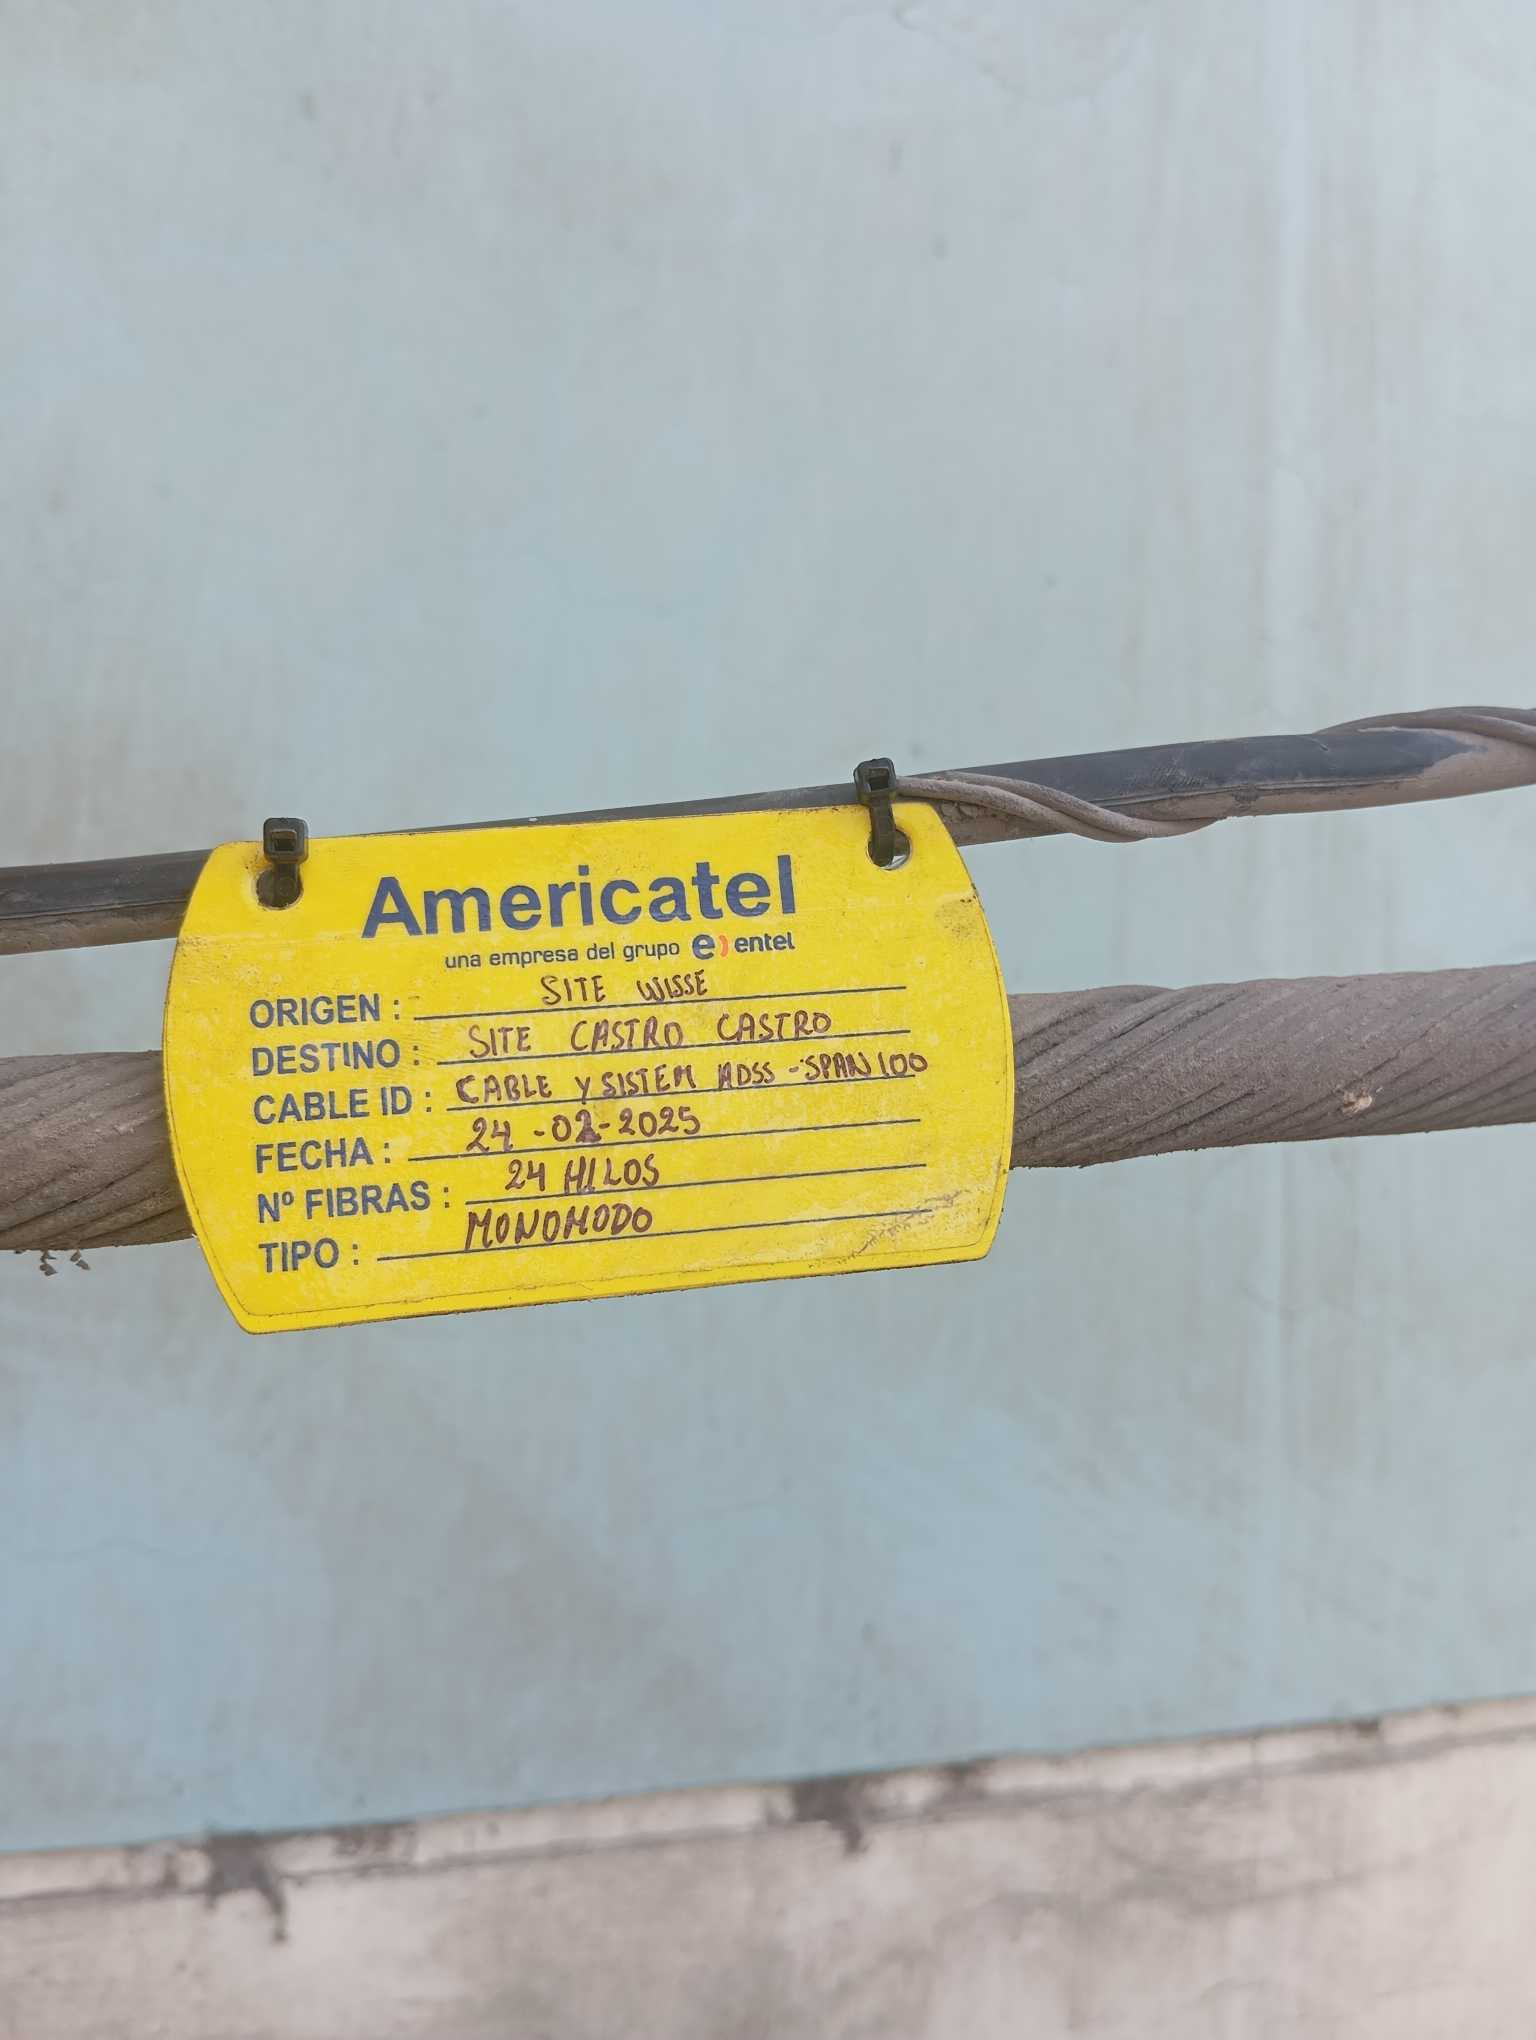 Americatel
una empresa del grupo e) entel
ORIGEN : SITE WISSE
DESTINO : SITE CASTRO CASTRO
CABLE ID : CABLE Y SISTEM ADSS - SPAN 100
FECHA : 24 - 02 - 2025
Nº FIBRAS : 24 HILOS
TIPO : MONOMODO